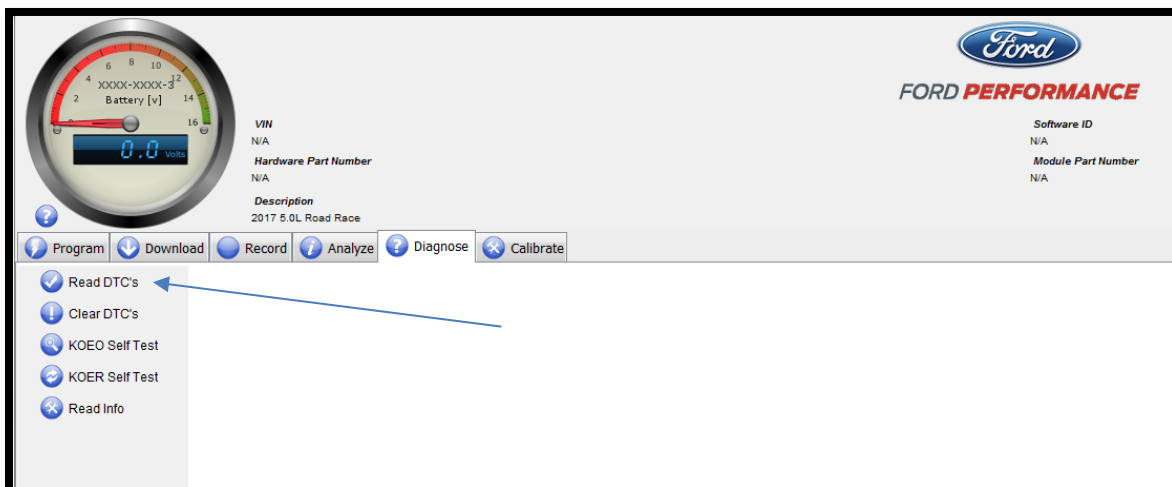 6 8 10
4 XXXX-XXXX-3 12
2 Battery [v] 14
16
0.0 Volts
Ford
FORD PERFORMANCE
VIN
N/A
Hardware Part Number
N/A
Description
2017 5.0L Road Race
Software ID
N/A
Module Part Number
N/A
Program Download Record Analyze Diagnose Calibrate
Read DTC's
Clear DTC's
KOEO Self Test
KOER Self Test
Read Info